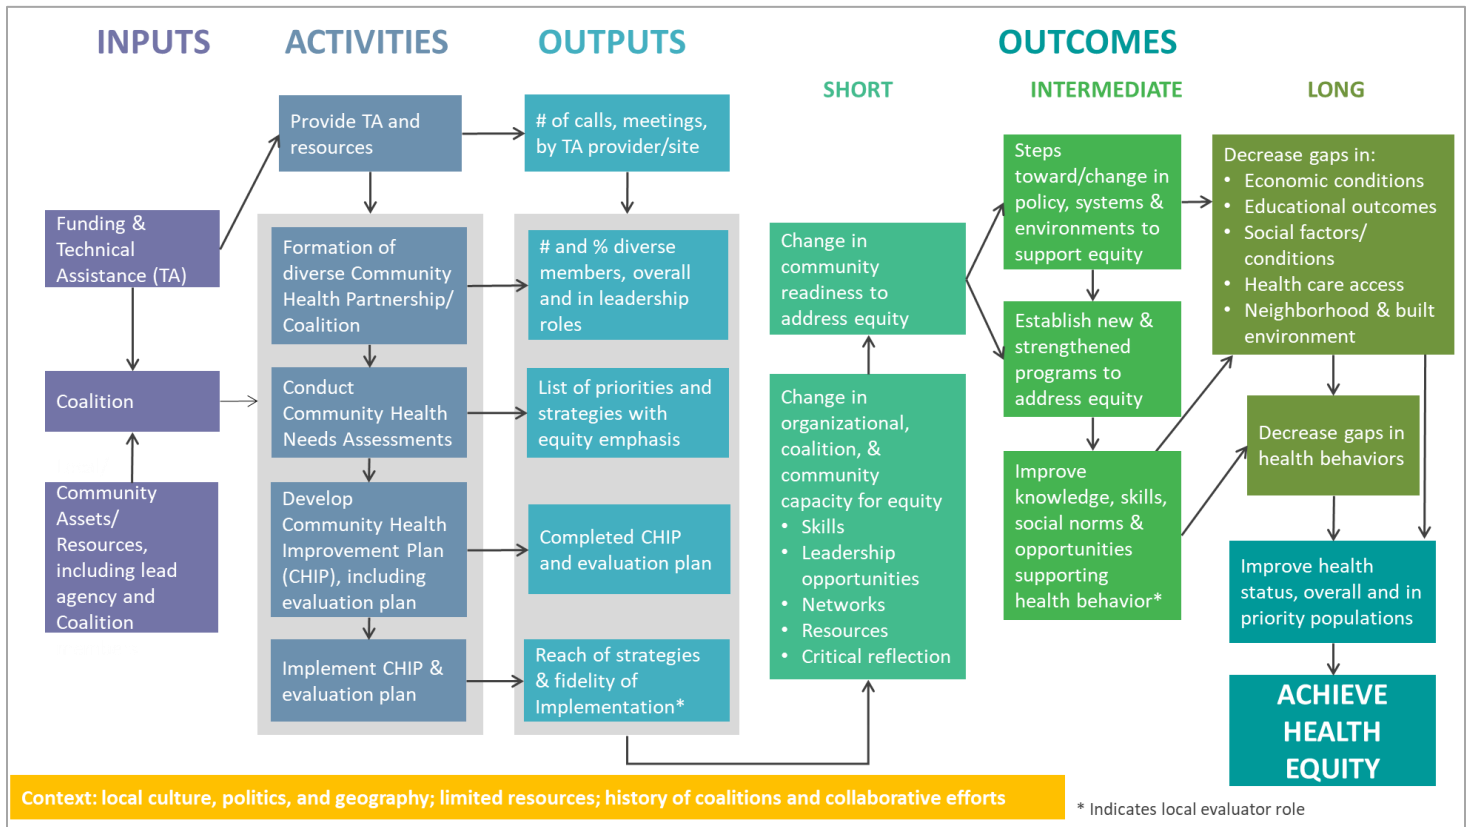 INPUTS
ACTIVITIES
OUTPUTS
OUTCOMES
SHORT
INTERMEDIATE
LONG
Funding &
Technical
Assistance (TA)
Coalition
Community
Assets/
Resources,
including lead
agency and
Coalition
Provide TA and
resources
Formation of
diverse Community
Health Partnership/
Coalition
Conduct
Community Health
Needs Assessments
Develop
Community Health
Improvement Plan
(CHIP), including
evaluation plan
Implement CHIP &
evaluation plan
# of calls, meetings,
by TA provider/site
# and % diverse
members, overall
and in leadership
roles
List of priorities and
strategies with
equity emphasis
Completed CHIP
and evaluation plan
Reach of strategies
& fidelity of
Implementation*
Change in
community
readiness to
address equity
Change in
organizational,
coalition, &
community
capacity for equity
• Skills
• Leadership
opportunities
• Networks
• Resources
• Critical reflection
Steps
toward/change in
policy, systems &
environments to
support equity
Establish new &
strengthened
programs to
address equity
Improve
knowledge, skills,
social norms &
opportunities
supporting
health behavior*
Decrease gaps in:
• Economic conditions
• Educational outcomes
• Social factors/
conditions
• Health care access
• Neighborhood & built
environment
Decrease gaps in
health behaviors
Improve health
status, overall and in
priority populations
ACHIEVE
HEALTH
EQUITY
Context: local culture, politics, and geography; limited resources; history of coalitions and collaborative efforts
* Indicates local evaluator role